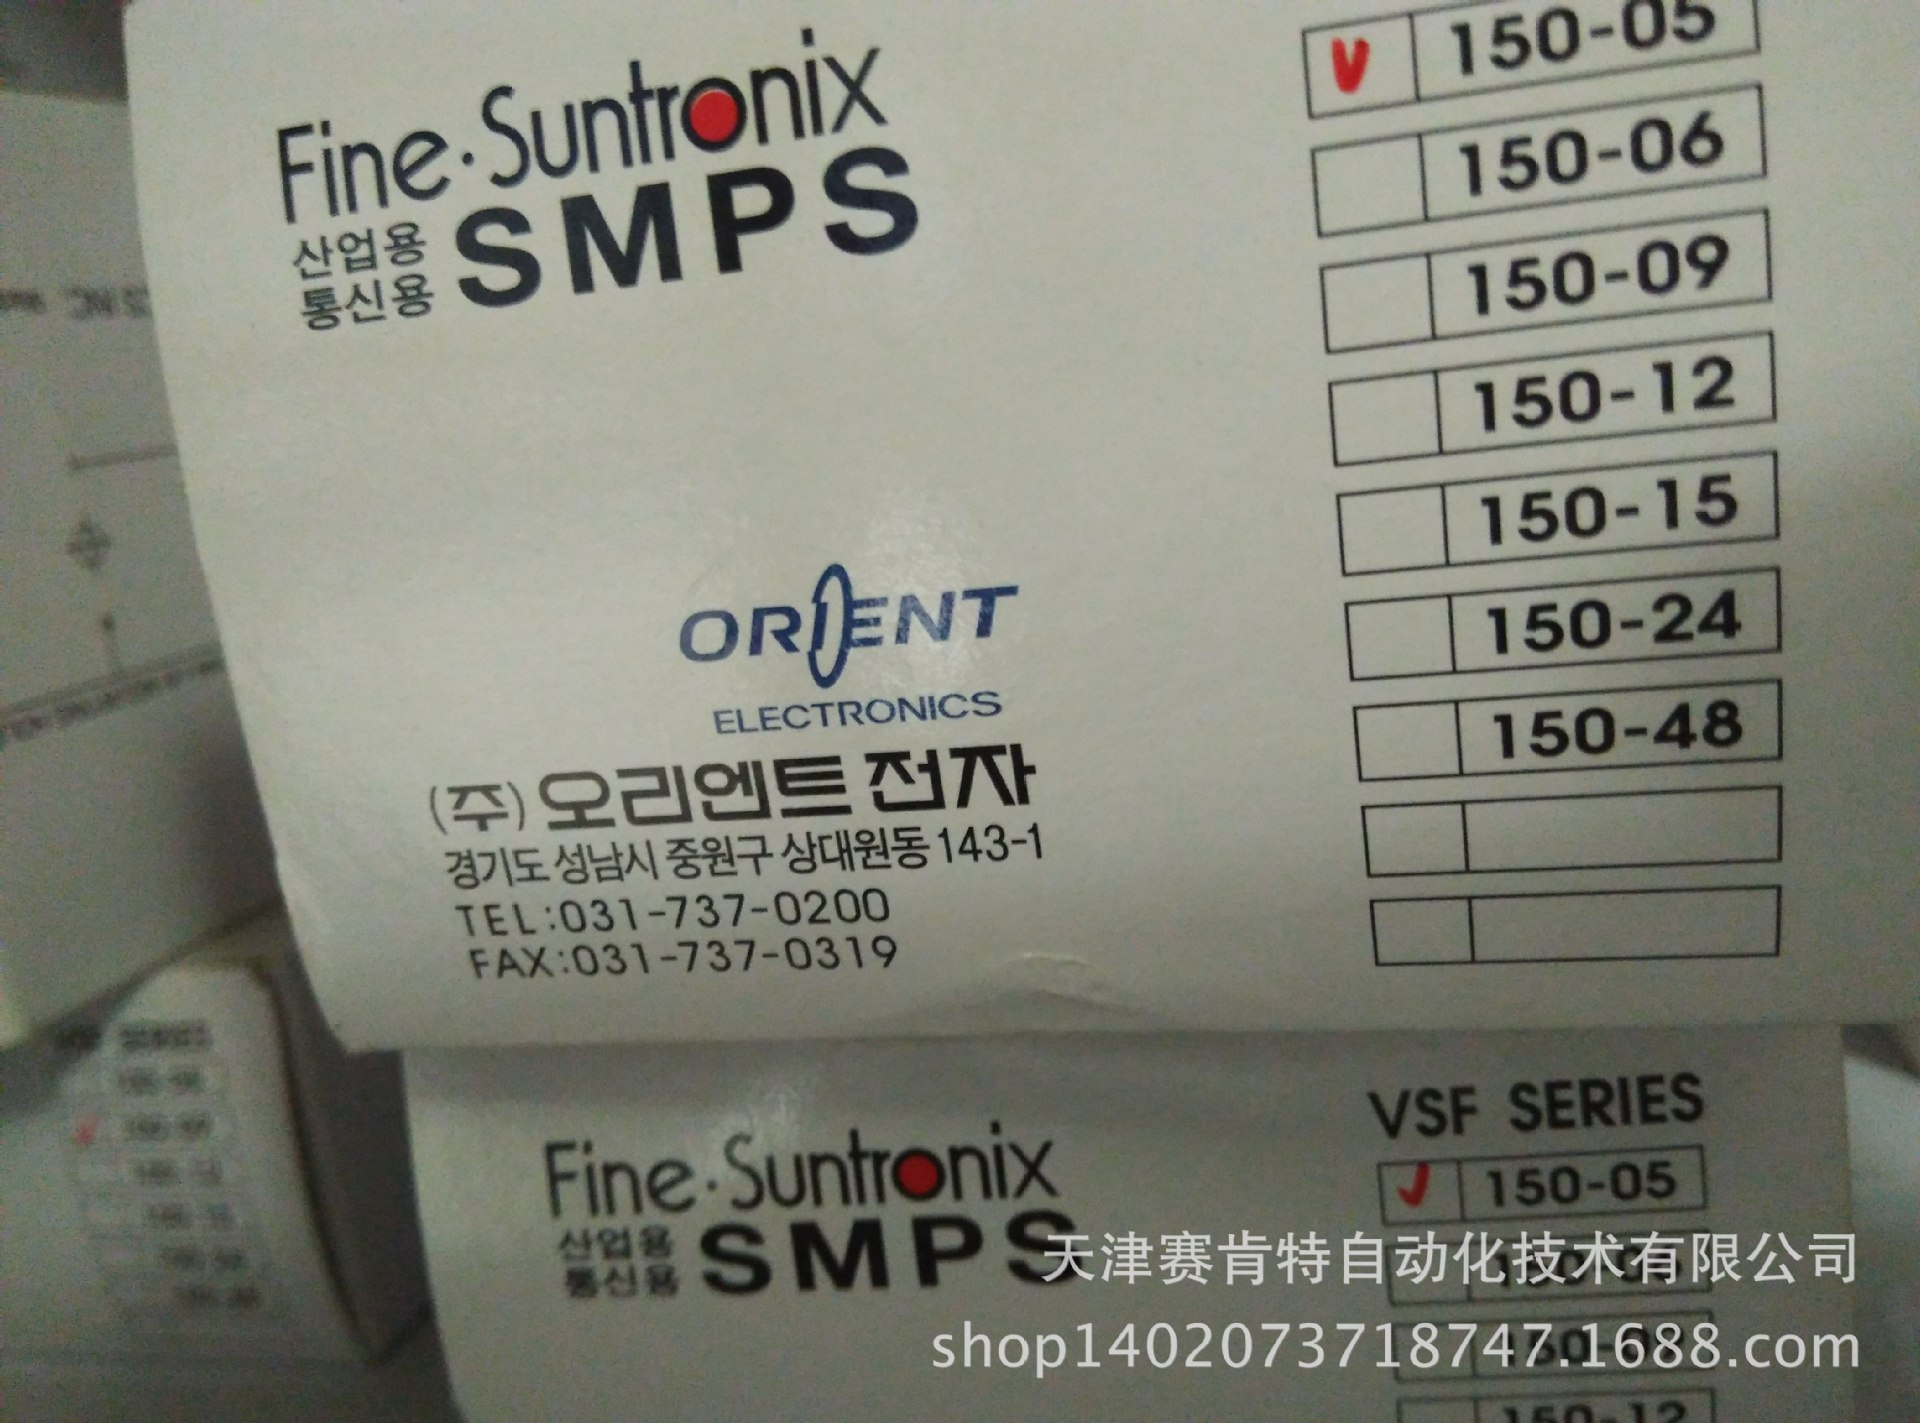 Fine·Suntronix
산업용
통신용
SMPS
V 150-05
150-06
150-09
150-12
150-15
150-24
150-48
ORIENT
ELECTRONICS
(주)오리엔트전자
경기도 성남시 중원구 상대원동 143-1
TEL:031-737-0200
FAX:031-737-0319
VSF SERIES
150-05
150-12
Fine·Suntronix
산업용
통신용
SMPS
天津赛肯特自动化技术有限公司
shop1402073718747.1688.com